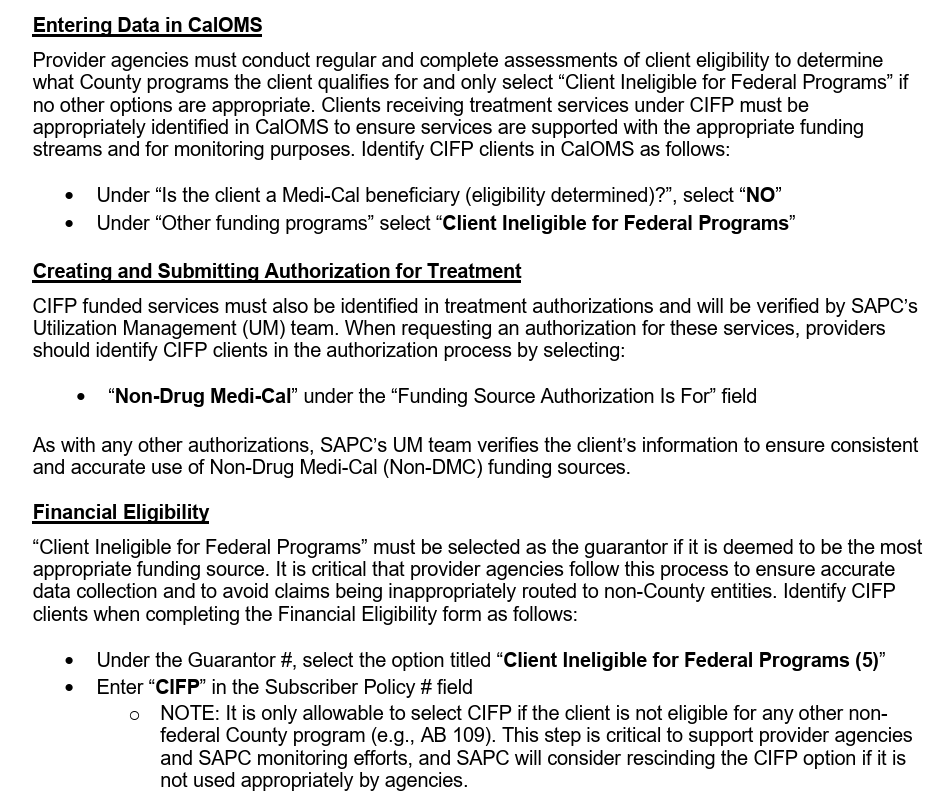 Entering Data in CalOMS
Provider agencies must conduct regular and complete assessments of client eligibility to determine
what County programs the client qualifies for and only select “Client Ineligible for Federal Programs” if
no other options are appropriate. Clients receiving treatment services under CIFP must be
appropriately identified in CalOMS to ensure services are supported with the appropriate funding
streams and for monitoring purposes. Identify CIFP clients in CalOMS as follows:
• Under “Is the client a Medi-Cal beneficiary (eligibility determined)?”, select “NO”
• Under “Other funding programs” select “Client Ineligible for Federal Programs”
Creating and Submitting Authorization for Treatment
CIFP funded services must also be identified in treatment authorizations and will be verified by SAPC’s
Utilization Management (UM) team. When requesting an authorization for these services, providers
should identify CIFP clients in the authorization process by selecting:
• “Non-Drug Medi-Cal” under the “Funding Source Authorization Is For” field
As with any other authorizations, SAPC’s UM team verifies the client’s information to ensure consistent
and accurate use of Non-Drug Medi-Cal (Non-DMC) funding sources.
Financial Eligibility
“Client Ineligible for Federal Programs” must be selected as the guarantor if it is deemed to be the most
appropriate funding source. It is critical that provider agencies follow this process to ensure accurate
data collection and to avoid claims being inappropriately routed to non-County entities. Identify CIFP
clients when completing the Financial Eligibility form as follows:
• Under the Guarantor #, select the option titled “Client Ineligible for Federal Programs (5)”
• Enter “CIFP” in the Subscriber Policy # field
o NOTE: It is only allowable to select CIFP if the client is not eligible for any other non-
federal County program (e.g., AB 109). This step is critical to support provider agencies
and SAPC monitoring efforts, and SAPC will consider rescinding the CIFP option if it is
not used appropriately by agencies.